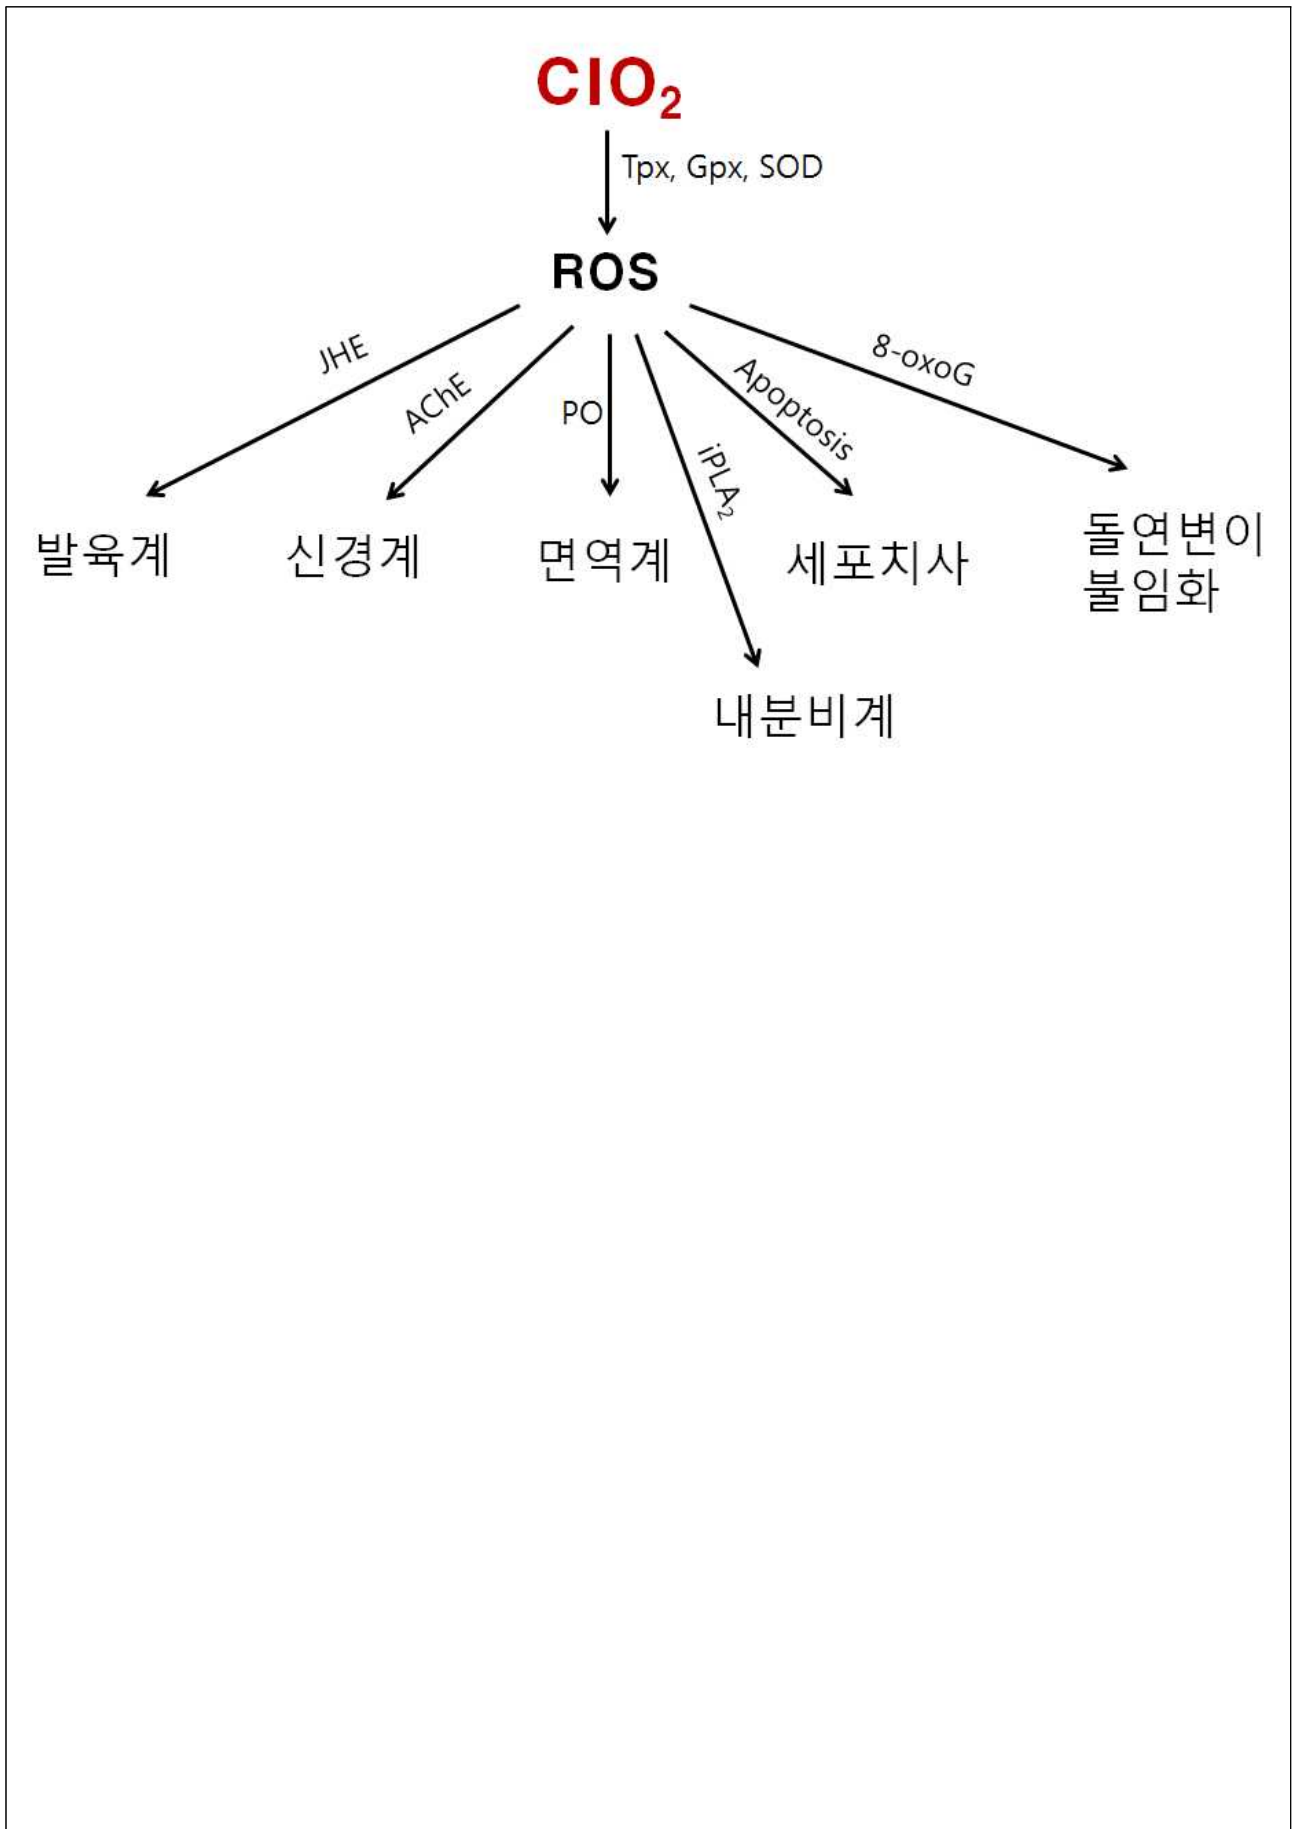 ClO₂
Tpx, Gpx, SOD
ROS
JHE
AChE
PO
iPLA₂
Apoptosis
8-oxoG
발육계
신경계
면역계
세포치사
돌연변이
불임화
내분비계